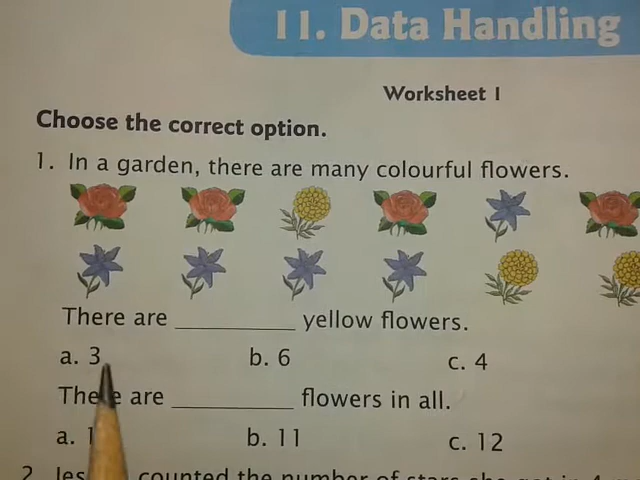 11. Data Handling
Worksheet 1
Choose the correct option.
1. In a garden, there are many colourful flowers.
There are __________ yellow flowers.
a. 3 b. 6 c. 4
There are __________ flowers in all.
a. b. 11 c. 12
2. counted the number of stars she got in